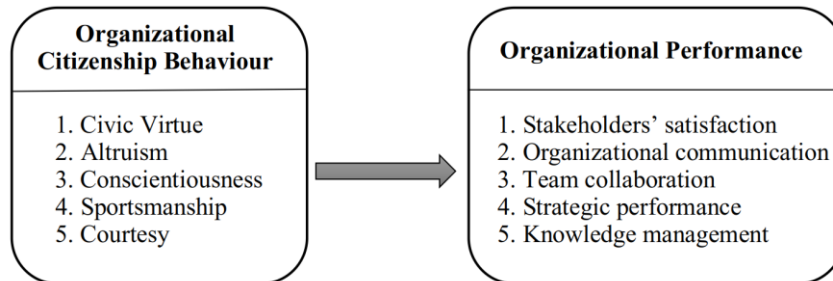 Organizational
Citizenship Behaviour
1. Civic Virtue
2. Altruism
3. Conscientiousness
4. Sportsmanship
5. Courtesy
Organizational Performance
1. Stakeholders’ satisfaction
2. Organizational communication
3. Team collaboration
4. Strategic performance
5. Knowledge management